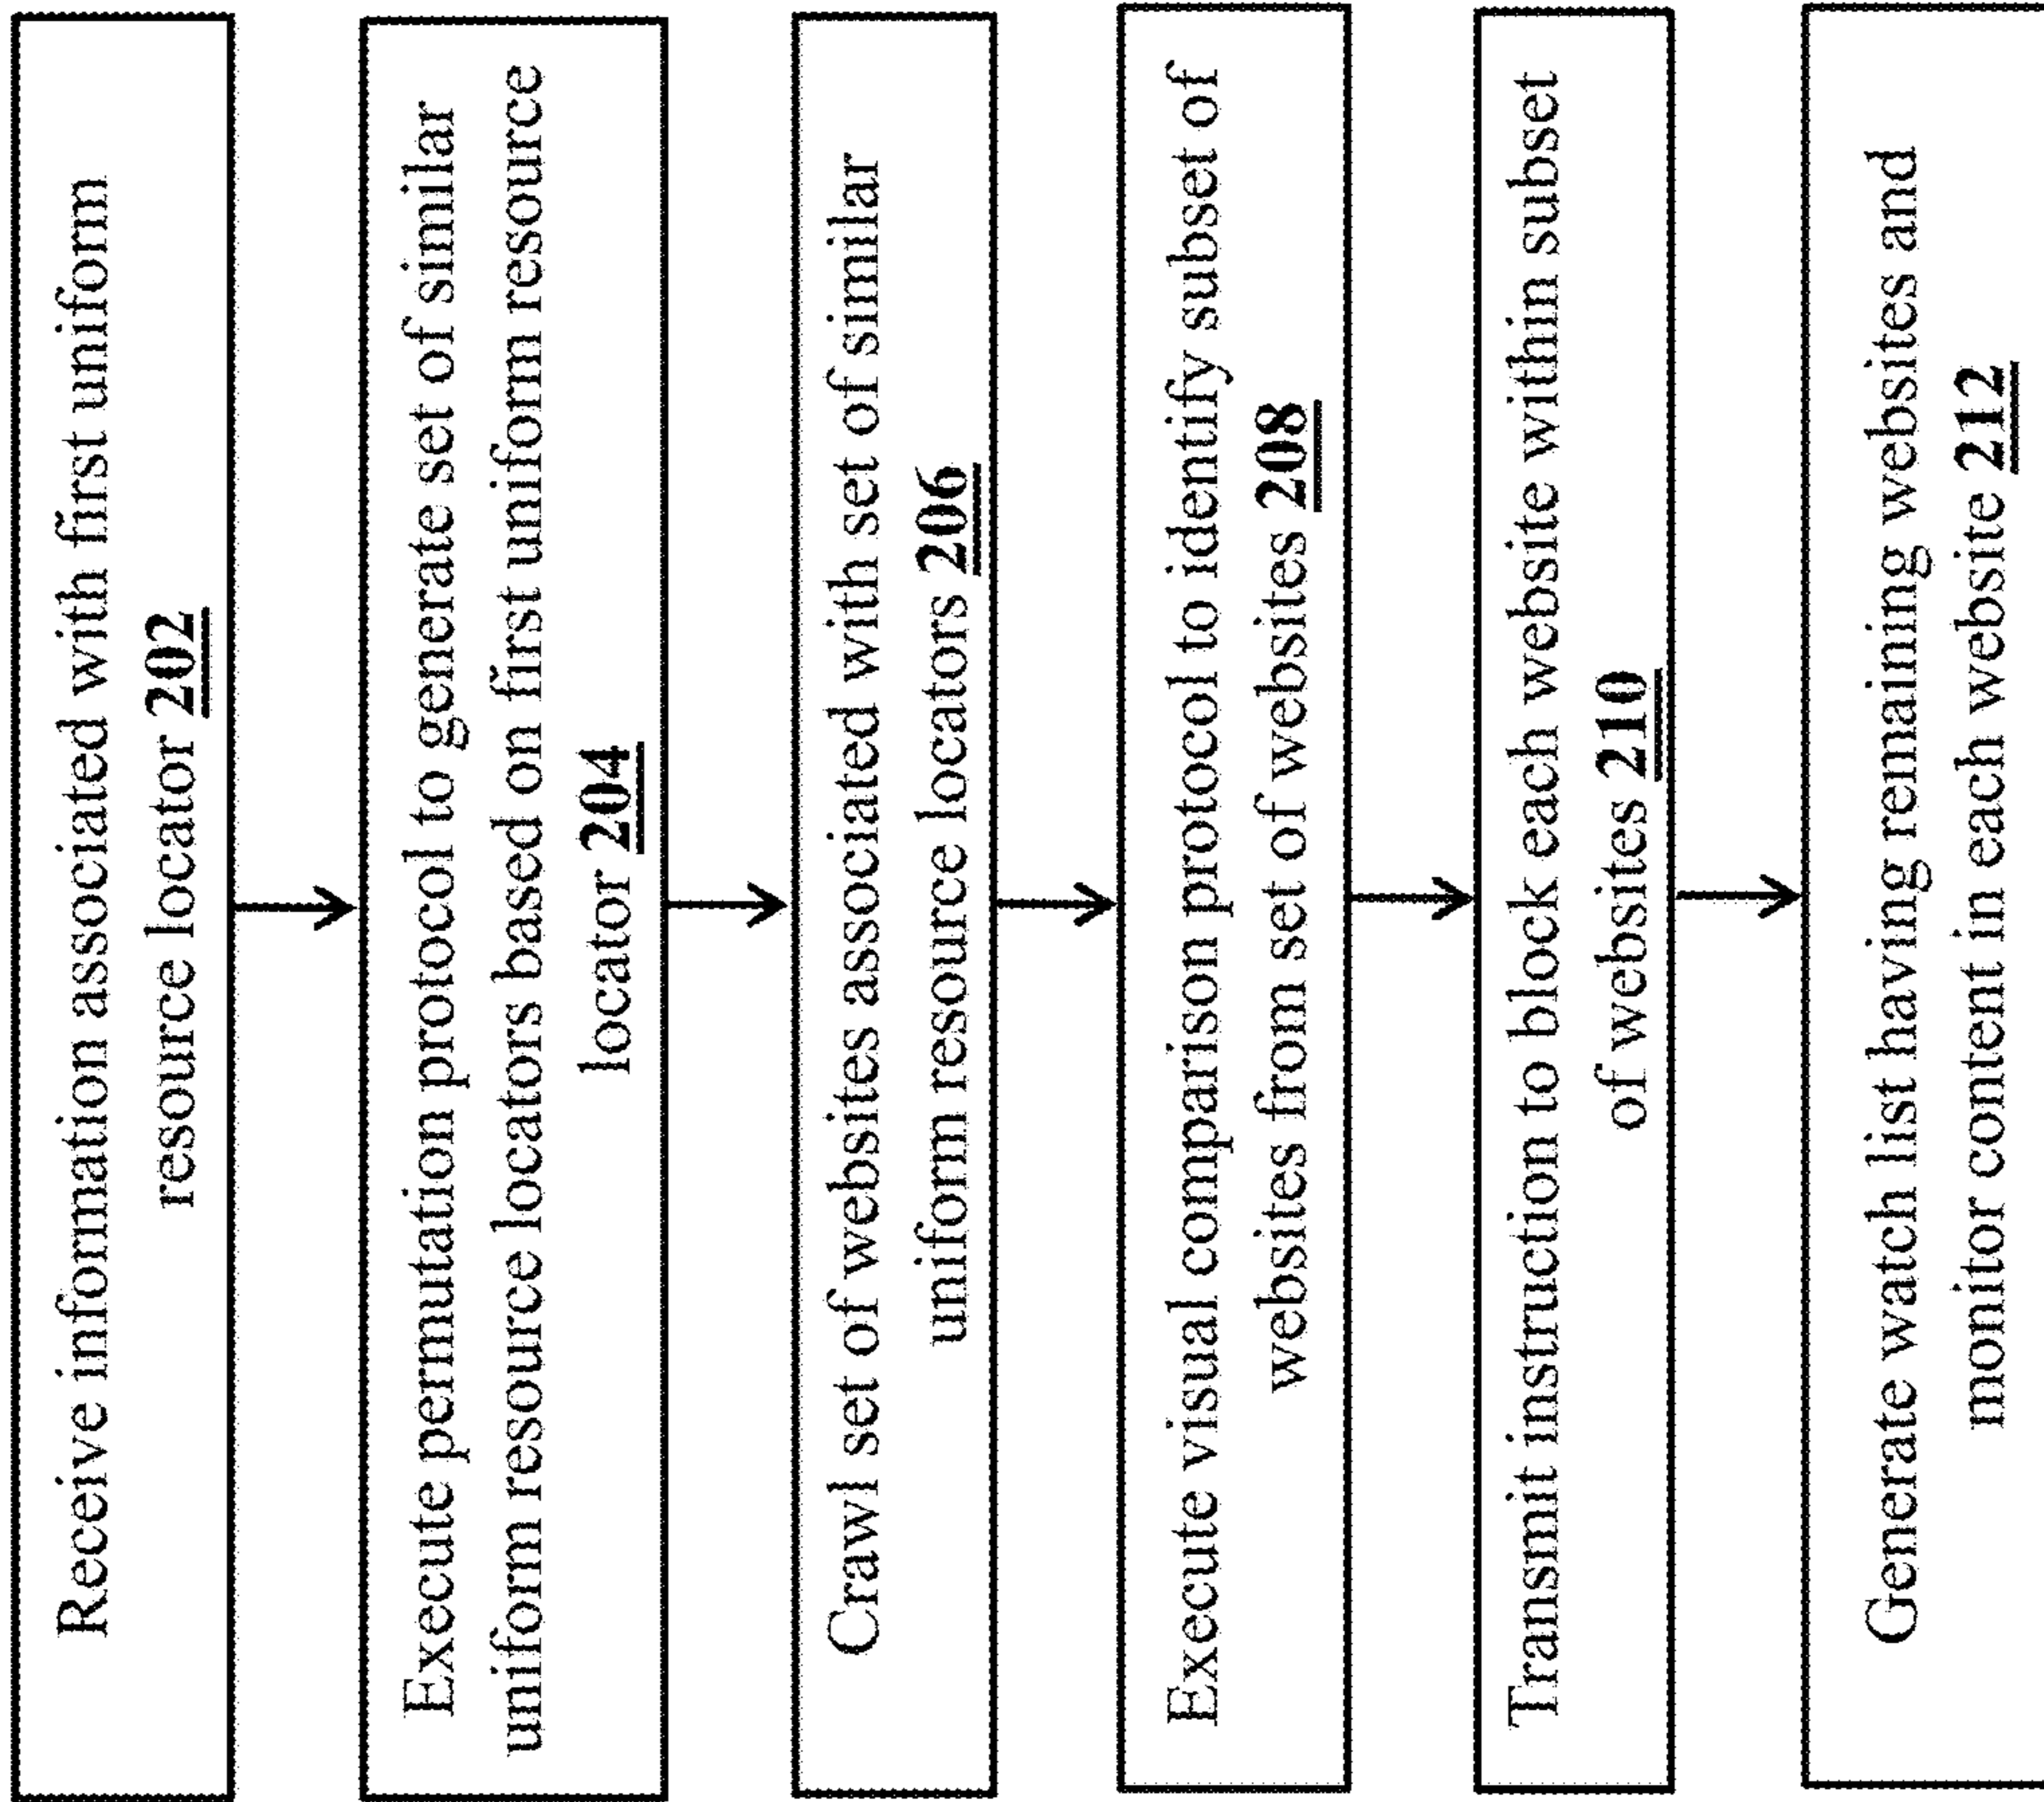 Receive information associated with first uniform
resource locator 202
Execute permutation protocol to generate set of similar
uniform resource locators based on first uniform resource
locator 204
Crawl set of websites associated with set of similar
uniform resource locators 206
Execute visual comparison protocol to identify subset of
websites from set of websites 208
Transmit instruction to block each website within subset
of websites 210
Generate watch list having remaining websites and
monitor content in each website 212